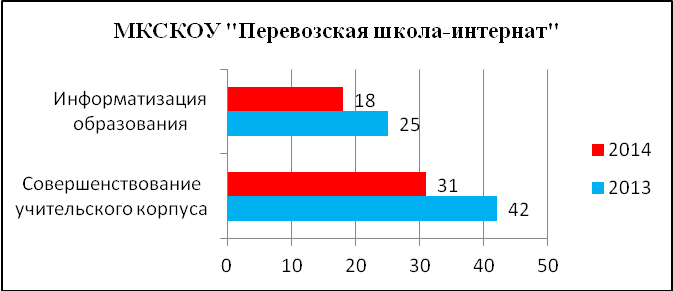 МКСКОУ "Перевозская школа-интернат"
Информатизация
образования
18
25
Совершенствование
учительского корпуса
31
42
2014
2013
0 10 20 30 40 50